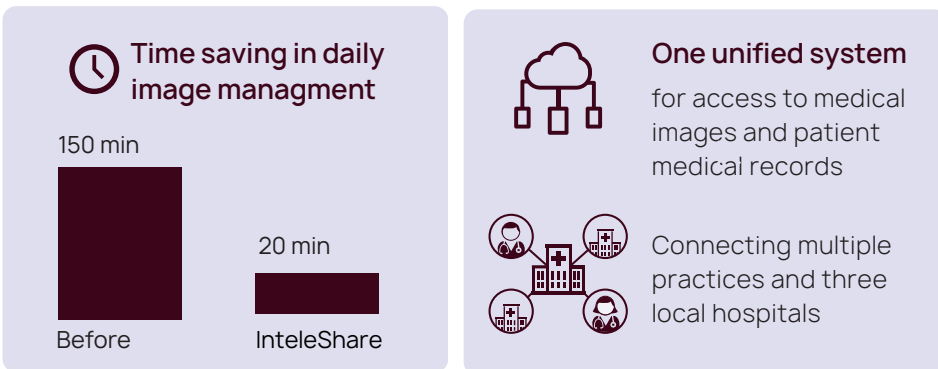 Time saving in daily
image managment
150 min
20 min
Before
InteleShare
One unified system
for access to medical
images and patient
medical records
Connecting multiple
practices and three
local hospitals